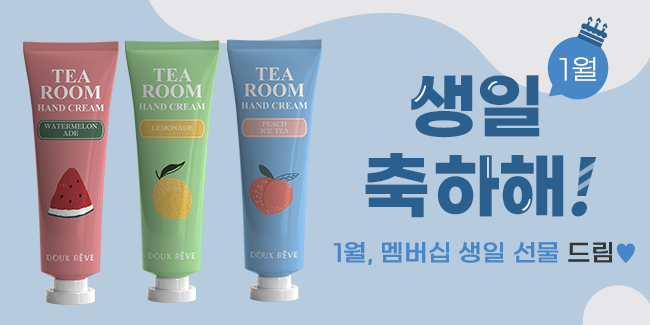 TEA
ROOM
HAND CREAM
WATERMELON
ADE
DOUX RÊVE
TEA
ROOM
HAND CREAM
LEMONADE
DOUX RÊVE
TEA
ROOM
HAND CREAM
PEACH
ICE TEA
DOUX RÊVE
1월
생일
축하해!
1월, 멤버십 생일 선물 드림♥